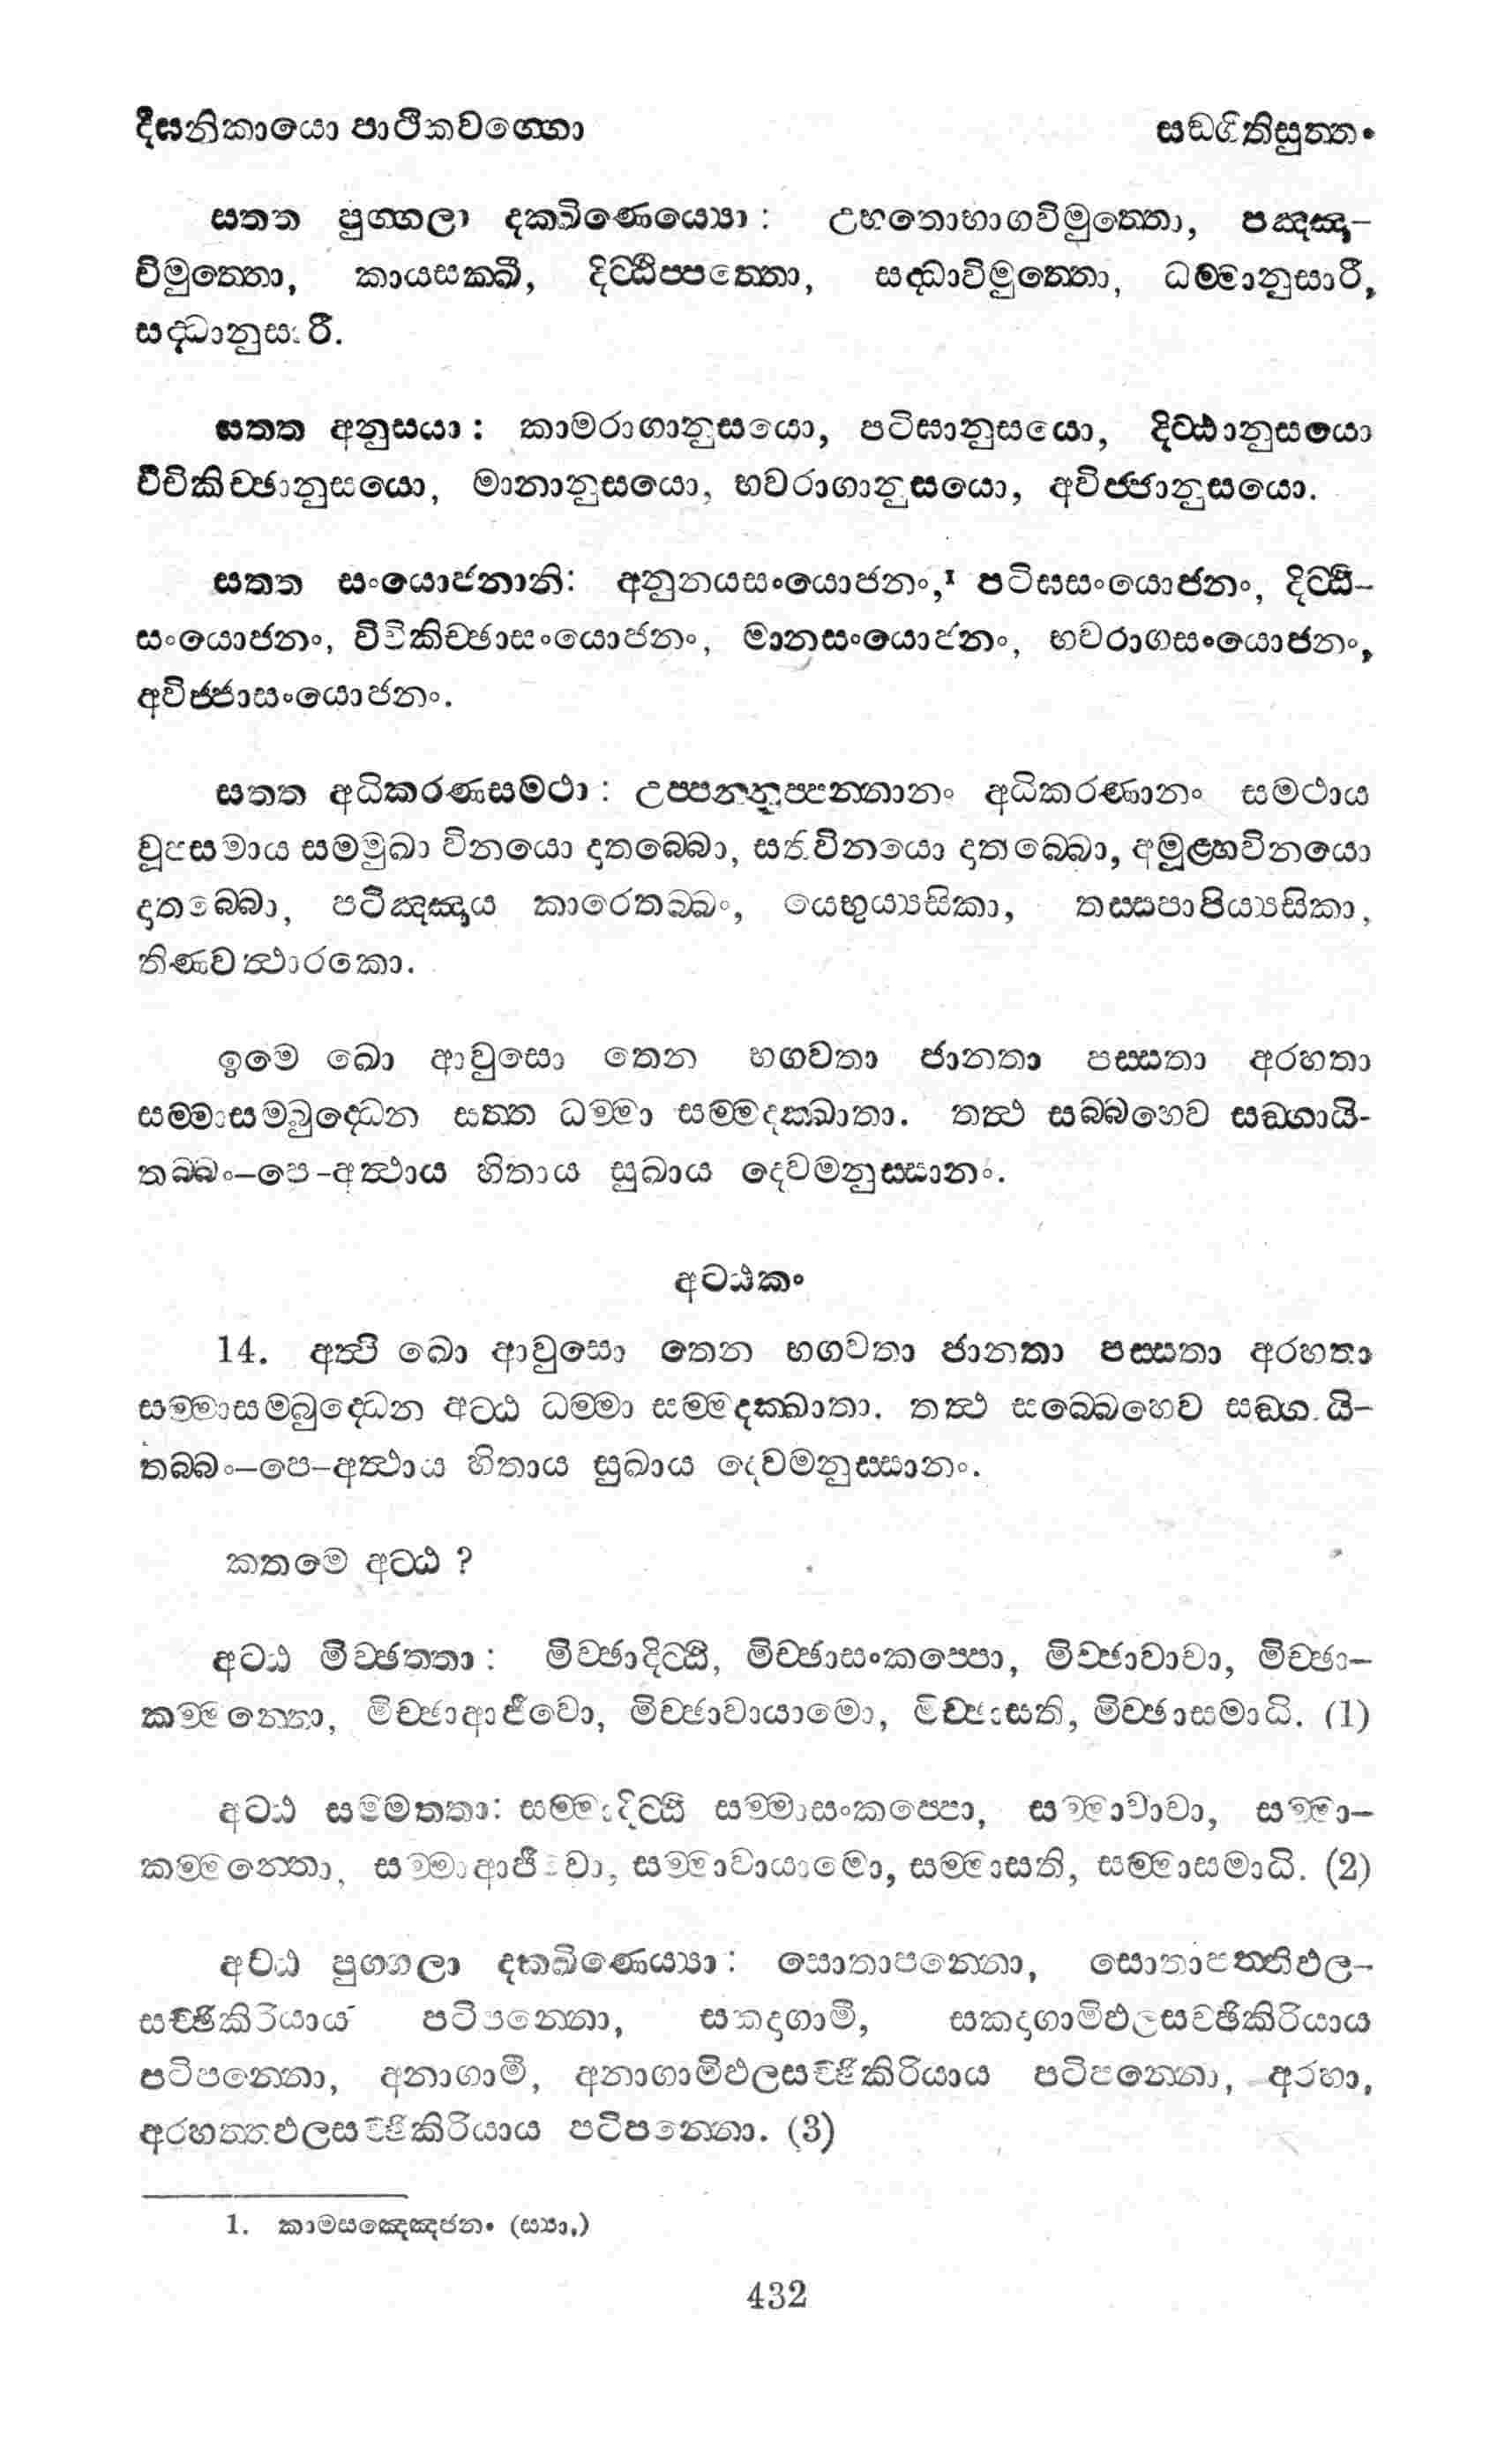 දීඝනිකායො පාථිකවග්ගො සඞ්ගීතිසුත්තං
සත්ත පුග්ගලා දක්ඛිණෙය්‍යා : උභතොභාගවිමුත්තො, පඤ්ඤා-
විමුත්තො, කායසක්ඛී, දිට්ඨිප්පත්තො, සද්ධාවිමුත්තො, ධම්මානුසාරී,
සද්ධානුසාරී.
සත්ත අනුසයා : කාමරාගානුසයො, පටිඝානුසයො, දිට්ඨානුසයො
විචිකිච්ඡානුසයො, මානානුසයො, භවරාගානුසයො, අවිජ්ජානුසයො.
සත්ත සංයොජනානි: අනුනයසංයොජනං,1 පටිඝසංයොජනං, දිට්ඨි-
සංයොජනං, විචිකිච්ඡාසංයොජනං, මානසංයොජනං, භවරාගසංයොජනං,
අවිජ්ජාසංයොජනං.
සත්ත අධිකරණසමථා : උප්පන්නුප්පන්නානං අධිකරණානං සමථාය
වූපසමාය සම්මුඛා විනයො දාතබ්බො, සතිවිනයො දාතබ්බො, අමූළ්හවිනයො
දාතබ්බො, පටිඤ්ඤාය කාරෙතබ්බං, යෙභුය්‍යසිකා, තස්සපාපිය්‍යසිකා,
තිණවත්ථාරකො.
ඉමෙ ඛො ආවුසො තෙන භගවතා ජානතා පස්සතා අරහතා
සම්මාසම්බුද්ධෙන සත්ත ධම්මා සම්මදක්ඛාතා. තත්ථ සබ්බහෙව සඞ්ගායි-
තබ්බං–පෙ-අත්ථාය හිතාය සුඛාය දෙවමනුස්සානං.
අට්ඨකං
14. අත්ථි ඛො ආවුසො තෙන භගවතා ජානතා පස්සතා අරහතා
සම්මාසම්බුද්ධෙන අට්ඨ ධම්මා සම්මදක්ඛාතා. තත්ථ සබ්බෙහෙව සඞ්ගායි-
තබ්බං–පෙ–අත්ථාය හිතාය සුඛාය දෙවමනුස්සානං.
කතමෙ අට්ඨ ?
අට්ඨ මිච්ඡත්තා : මිච්ඡාදිට්ඨි, මිච්ඡාසංකප්පො, මිච්ඡාවාචා, මිච්ඡා-
කම්මන්තො, මිච්ඡාආජීවො, මිච්ඡාවායාමො, මිච්ඡාසති, මිච්ඡාසමාධි. (1)
අට්ඨ සම්මත්තා: සම්මාදිට්ඨි සම්මාසංකප්පො, සම්මාවාචා, සම්මා-
කම්මන්තො, සම්මාආජීවො, සම්මාවායාමො, සම්මාසති, සම්මාසමාධි. (2)
අට්ඨ පුග්ගලා දක්ඛිණෙය්‍යා : සොතාපන්නො, සොතාපත්තිඵල-
සච්ඡිකිරියාය පටිපන්නො, සකදාගාමී, සකදාගාමිඵලසච්ඡිකිරියාය
පටිපන්නො, අනාගාමී, අනාගාමිඵලසච්ඡිකිරියාය පටිපන්නො, අරහා,
අරහත්තඵලසච්ඡිකිරියාය පටිපන්නො. (3)
1. කාමසඤ්ඤොජනං (ස්‍යා,)
432